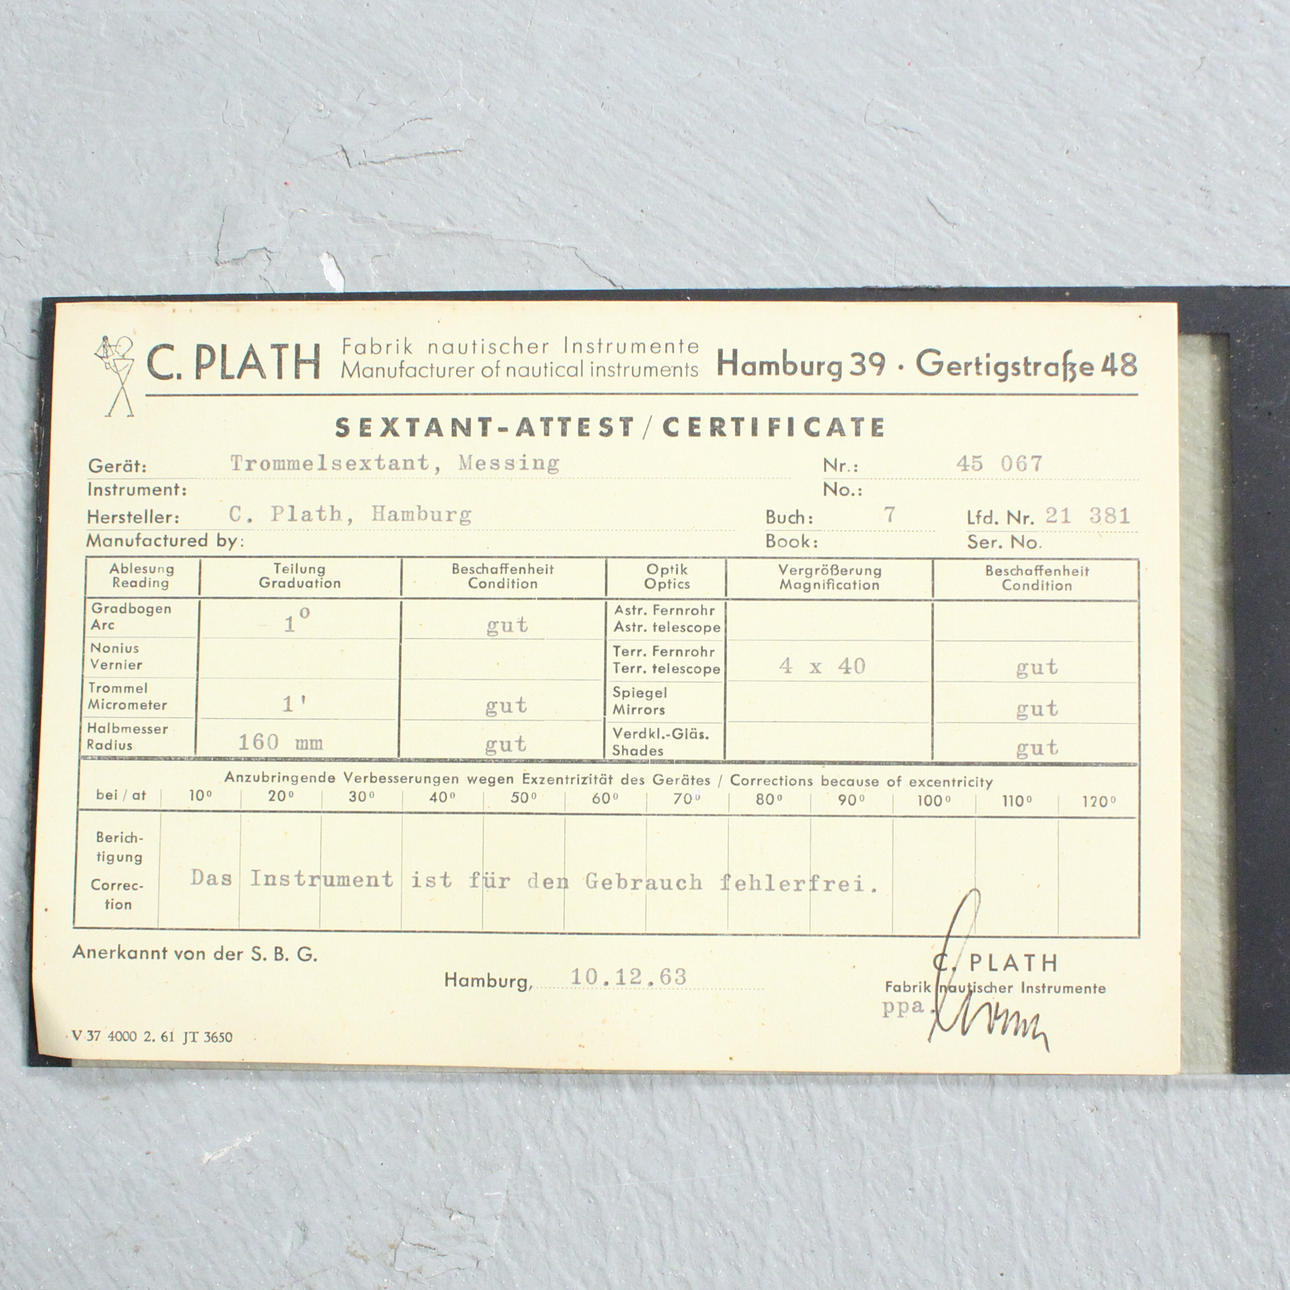 C. PLATH Fabrik nautischer Instrumente Hamburg 39 · Gertigstraße 48
Manufacturer of nautical instruments
SEXTANT-ATTEST / CERTIFICATE
Gerät: Trommelsextant, Messing Nr.: 45 067
Instrument: No.:
Hersteller: C. Plath, Hamburg Buch: 7 Lfd. Nr. 21 381
Manufactured by: Book: Ser. No.
Ablesung Teilung Beschaffenheit Optik Vergrößerung Beschaffenheit
Reading Graduation Condition Optics Magnification Condition
Gradbogen 1° gut Astr. Fernrohr
Arc Astr. telescope
Nonius Terr. Fernrohr
Vernier Terr. telescope 4 x 40 gut
Trommel Spiegel
Micrometer 1' gut Mirrors gut
Halbmesser Verdkl.-Gläs.
Radius 160 mm gut Shades gut
Anzubringende Verbesserungen wegen Exzentrizität des Gerätes / Corrections because of excentricity
bei / at 10° 20° 30° 40° 50° 60° 70° 80° 90° 100° 110° 120°
Berich-
tigung
Das Instrument ist für den Gebrauch fehlerfrei.
Correc-
tion
Anerkannt von der S. B. G.
Hamburg, 10.12.63
C. PLATH
Fabrik nautischer Instrumente
ppa.
V 37 4000 2. 61 JT 3650